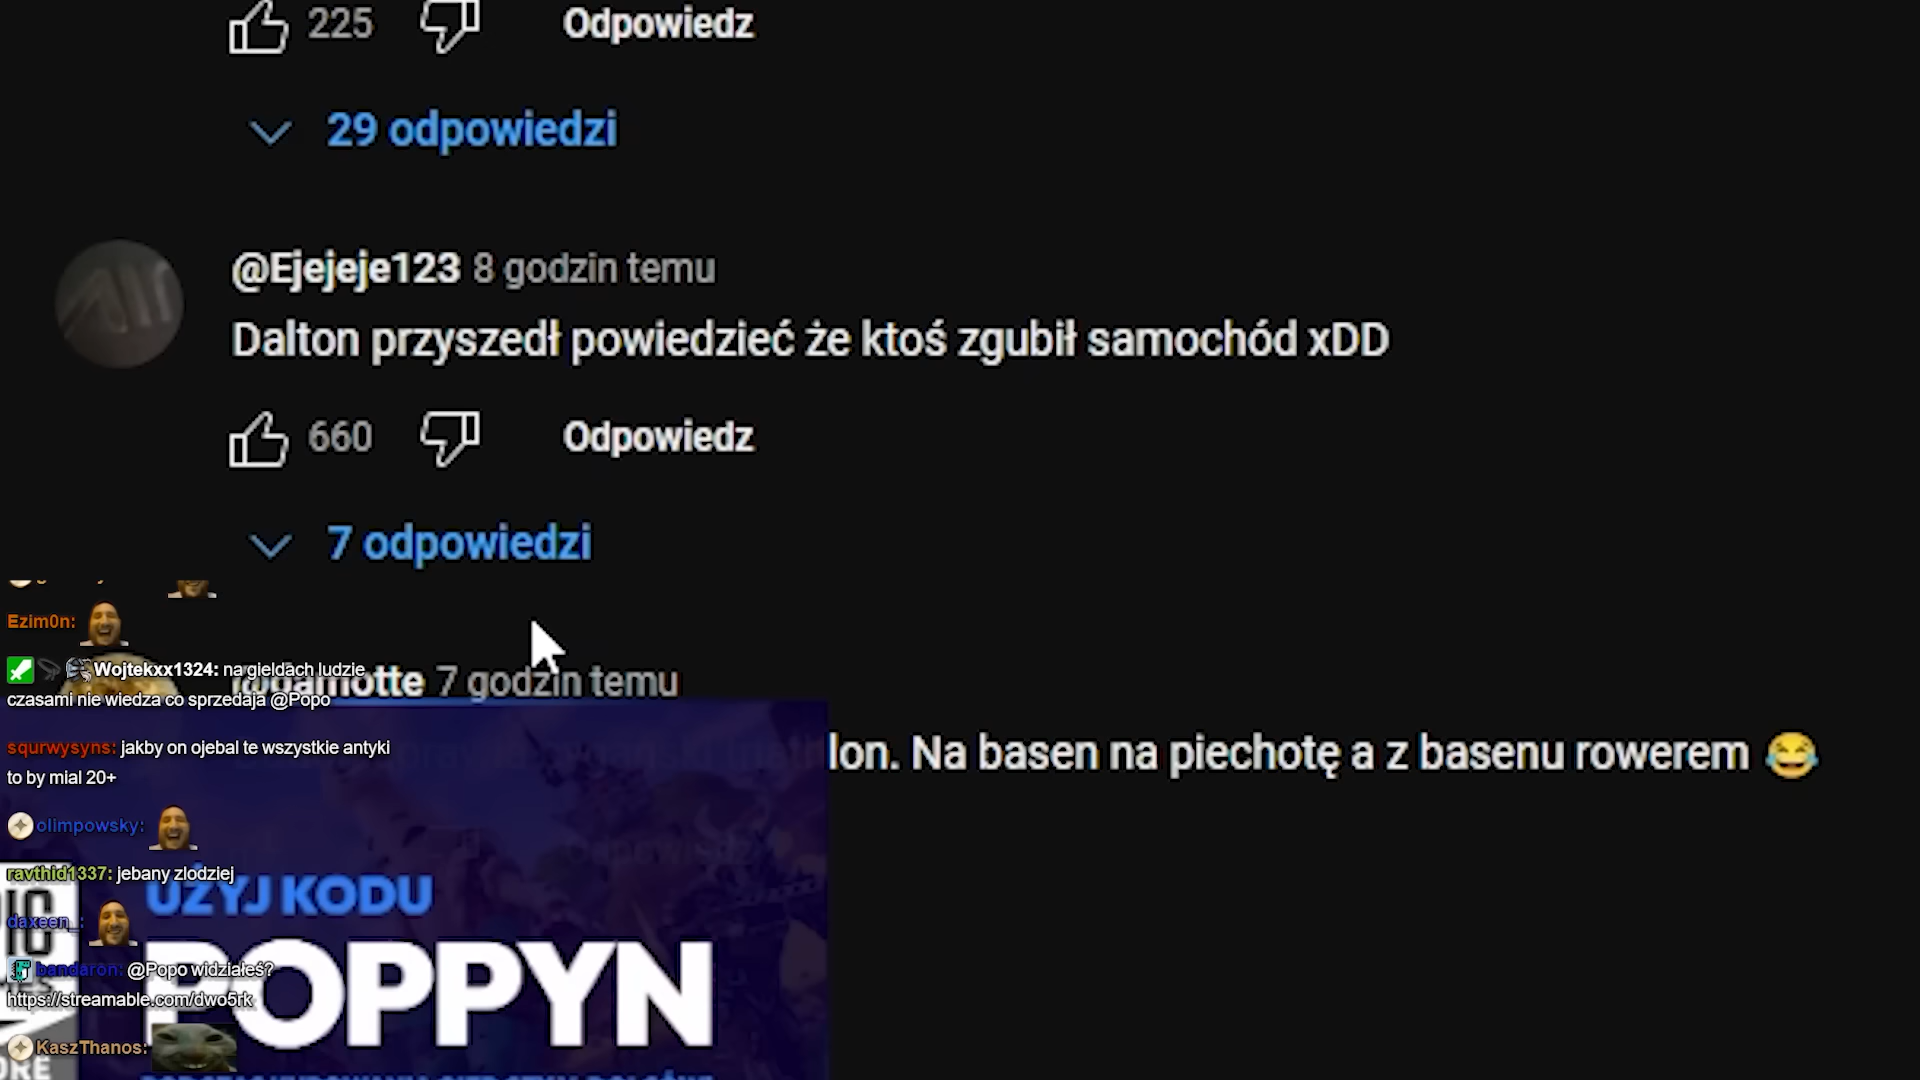 225 Odpowiedz
29 odpowiedzi
@Ejejeje123 8 godzin temu
Dalton przyszedł powiedzieć że ktoś zgubił samochód xDD
660 Odpowiedz
7 odpowiedzi
7 godzin temu
lon. Na basen na piechotę a z basenu rowerem 😂
Ezim0n:
Wojtekxx1324: na gieldach ludzie
czasami nie wiedza co sprzedaja @Popo
squrwysyns: jakby on ojebal te wszystkie antyki
to by mial 20+
olimpowsky:
ravthid1337: jebany zlodziej
daxeen_:
bandaron: @Popo widziałeś?
https://streamable.com/dwo5rk
KaszThanos:
UŻYJ KODU
POPPYN